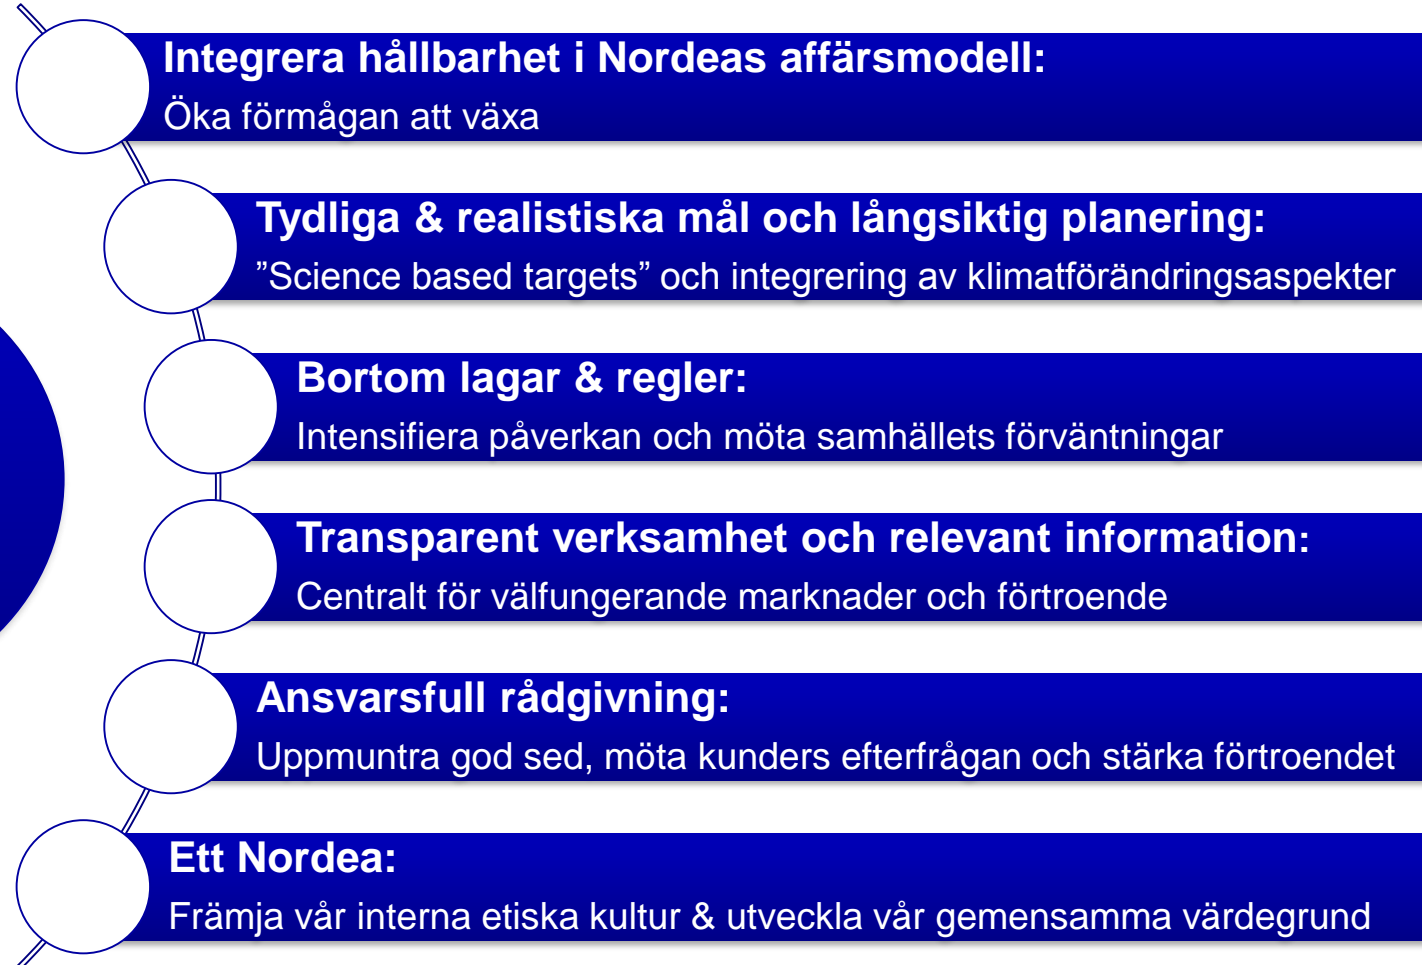 Integrera hållbarhet i Nordeas affärsmodell:
Öka förmågan att växa
Tydliga & realistiska mål och långsiktig planering:
”Science based targets” och integrering av klimatförändringsaspekter
Bortom lagar & regler:
Intensifiera påverkan och möta samhällets förväntningar
Transparent verksamhet och relevant information:
Centralt för välfungerande marknader och förtroende
Ansvarsfull rådgivning:
Uppmuntra god sed, möta kunders efterfrågan och stärka förtroendet
Ett Nordea:
Främja vår interna etiska kultur & utveckla vår gemensamma värdegrund